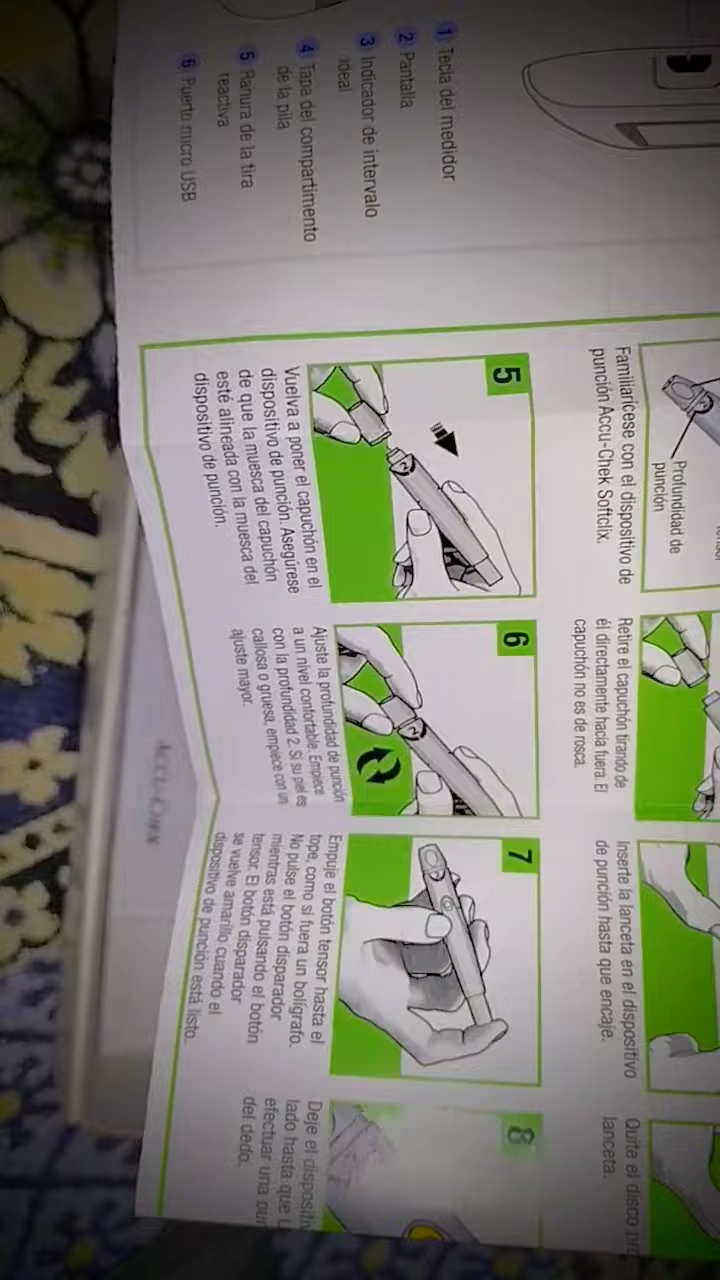 1 Tecla del medidor
2 Pantalla
3 Indicador de intervalo
ideal
4 Tapa del compartimento
de la pila
5 Ranura de la tira
reactiva
6 Puerto micro USB
Profundidad de
punción
Familiarícese con el dispositivo de
punción Accu-Chek Softclix.
Retire el capuchón tirando de
él directamente hacia fuera. El
capuchón no es de rosca.
Inserte la lanceta en el dispositivo
de punción hasta que encaje.
Quite el disco
lanceta.
5
Vuelva a poner el capuchón en el
dispositivo de punción. Asegúrese
de que la muesca del capuchón
esté alineada con la muesca del
dispositivo de punción.
6
Ajuste la profundidad de punción
a un nivel confortable. Empiece
con la profundidad 2. Si su piel es
callosa o gruesa, empiece con un
ajuste mayor.
7
Empuje el botón tensor hasta el
tope, como si fuera un bolígrafo.
No pulse el botón disparador
mientras está pulsando el botón
tensor. El botón disparador
se vuelve amarillo cuando el
dispositivo de punción está listo.
8
Deje el
lado hasta que
efectuar una
del dedo.
ACCU-CHEK